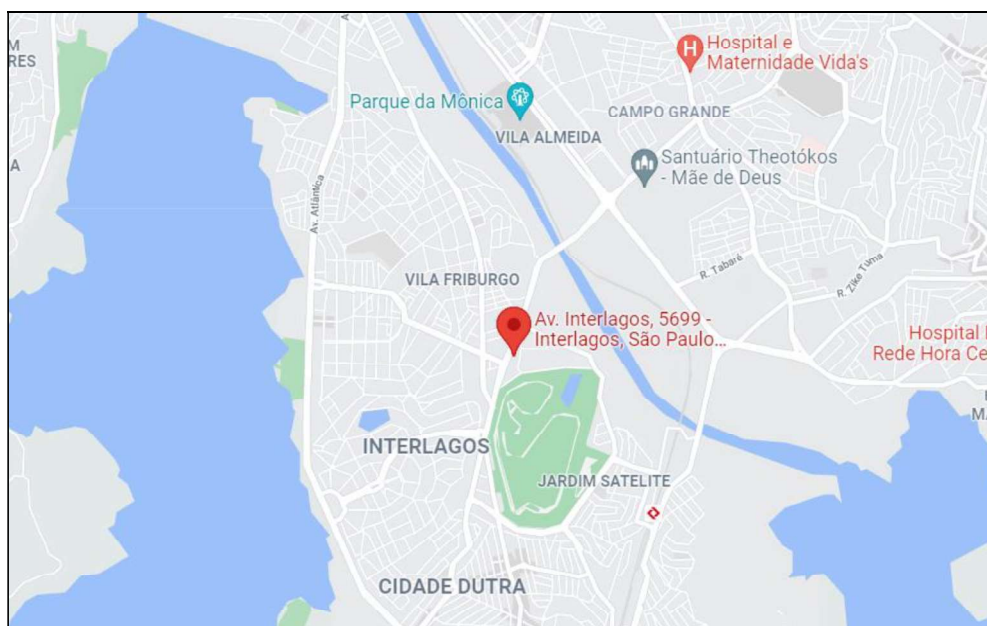 M
RES
A
A
Hospital e
Maternidade Vida's
Parque da Mônica
CAMPO GRANDE
VILA ALMEIDA
Santuário Theotókos
- Mãe de Deus
Av. Atlântica
R. Tabaré
R. Zike Tuma
VILA FRIBURGO
Av. Interlagos, 5699 -
Interlagos, São Paulo...
Hospital
Rede Hora Ce
MA
INTERLAGOS
JARDIM SATELITE
CIDADE DUTRA